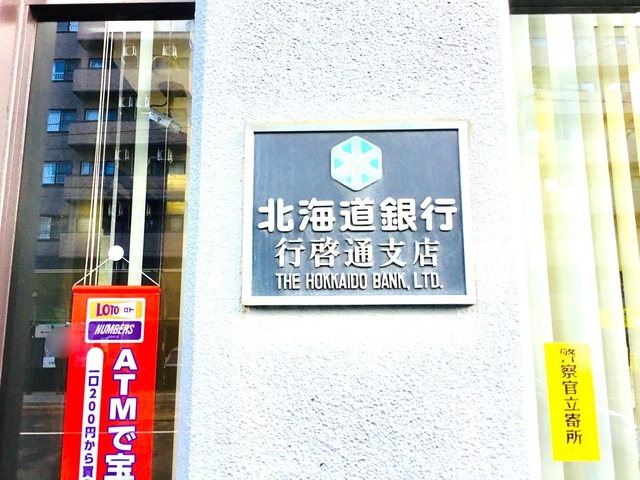 北海道銀行
行啓通支店
THE HOKKAIDO BANK, LTD.
LOTO ロト
NUMBERS
ATMで宝
一口200円から買
警察官立寄所